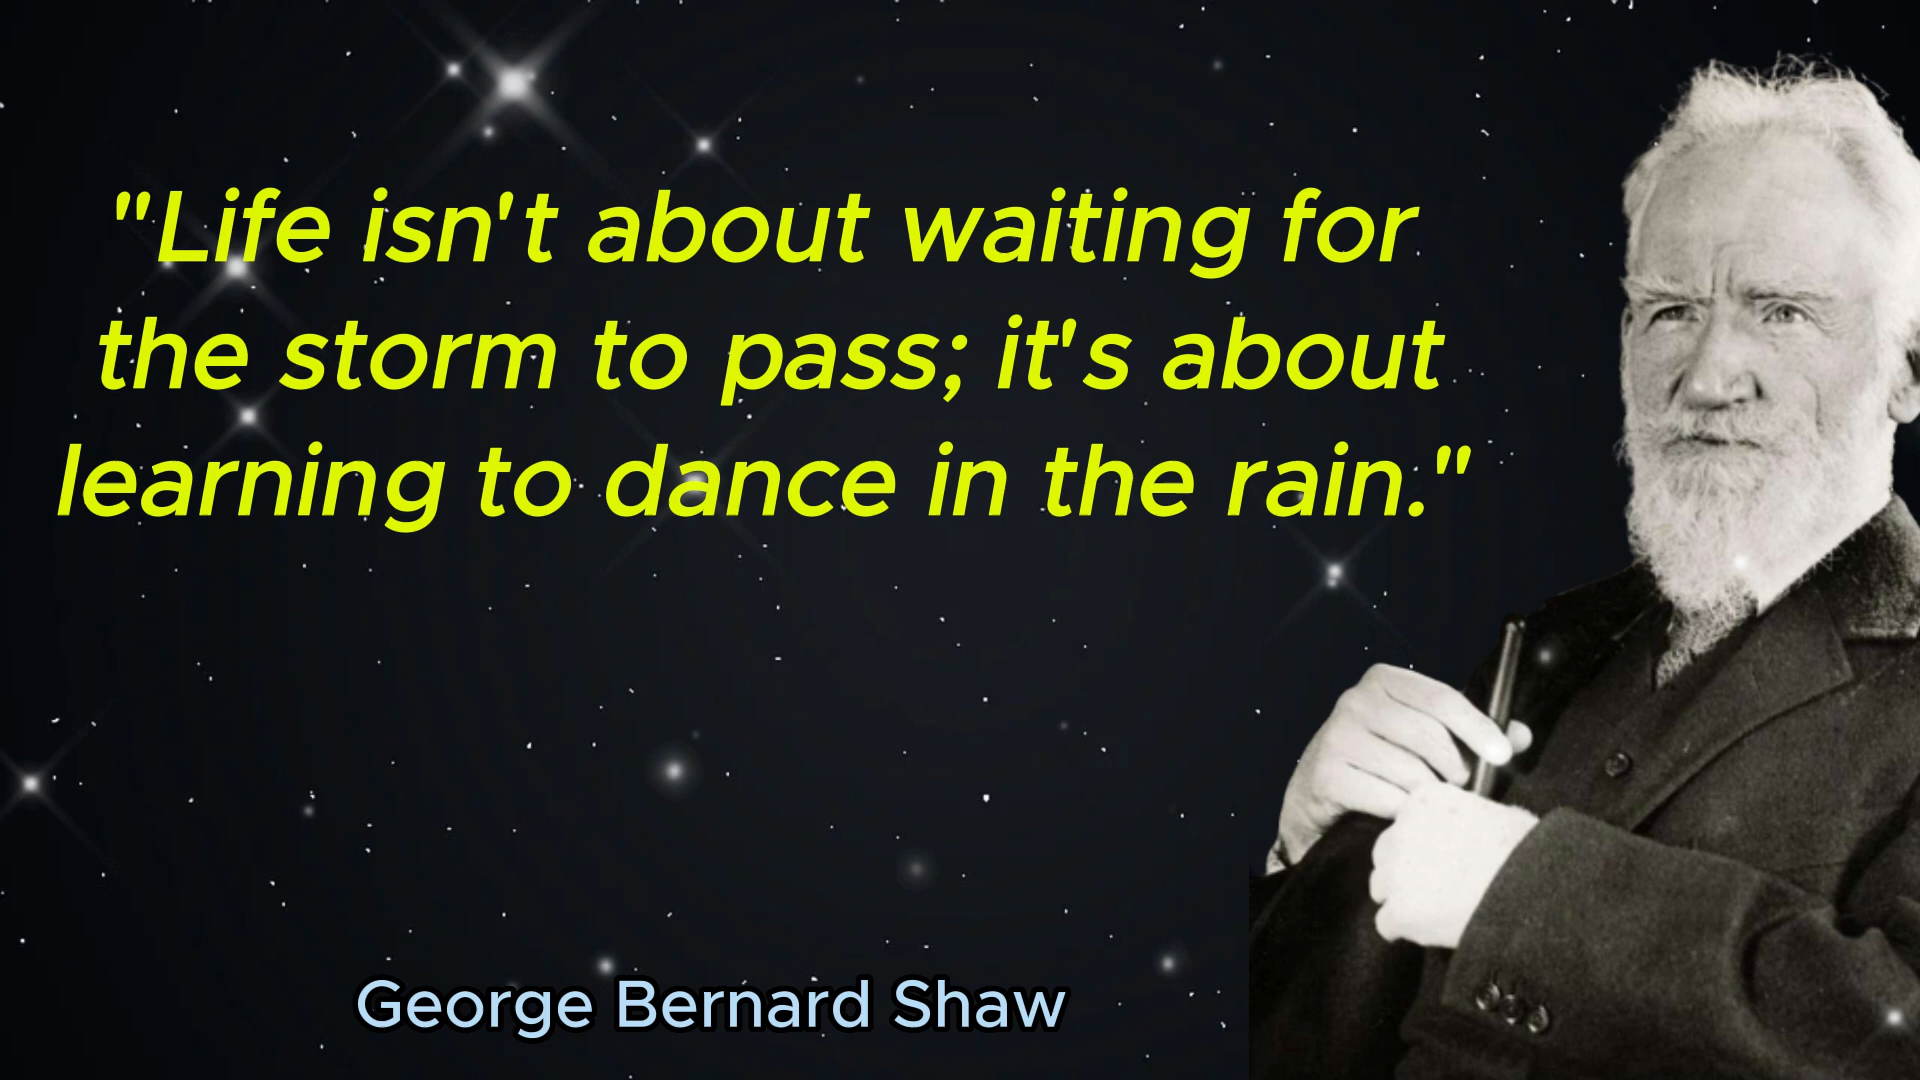 "Life isn't about waiting for
the storm to pass; it's about
learning to dance in the rain."
George Bernard Shaw